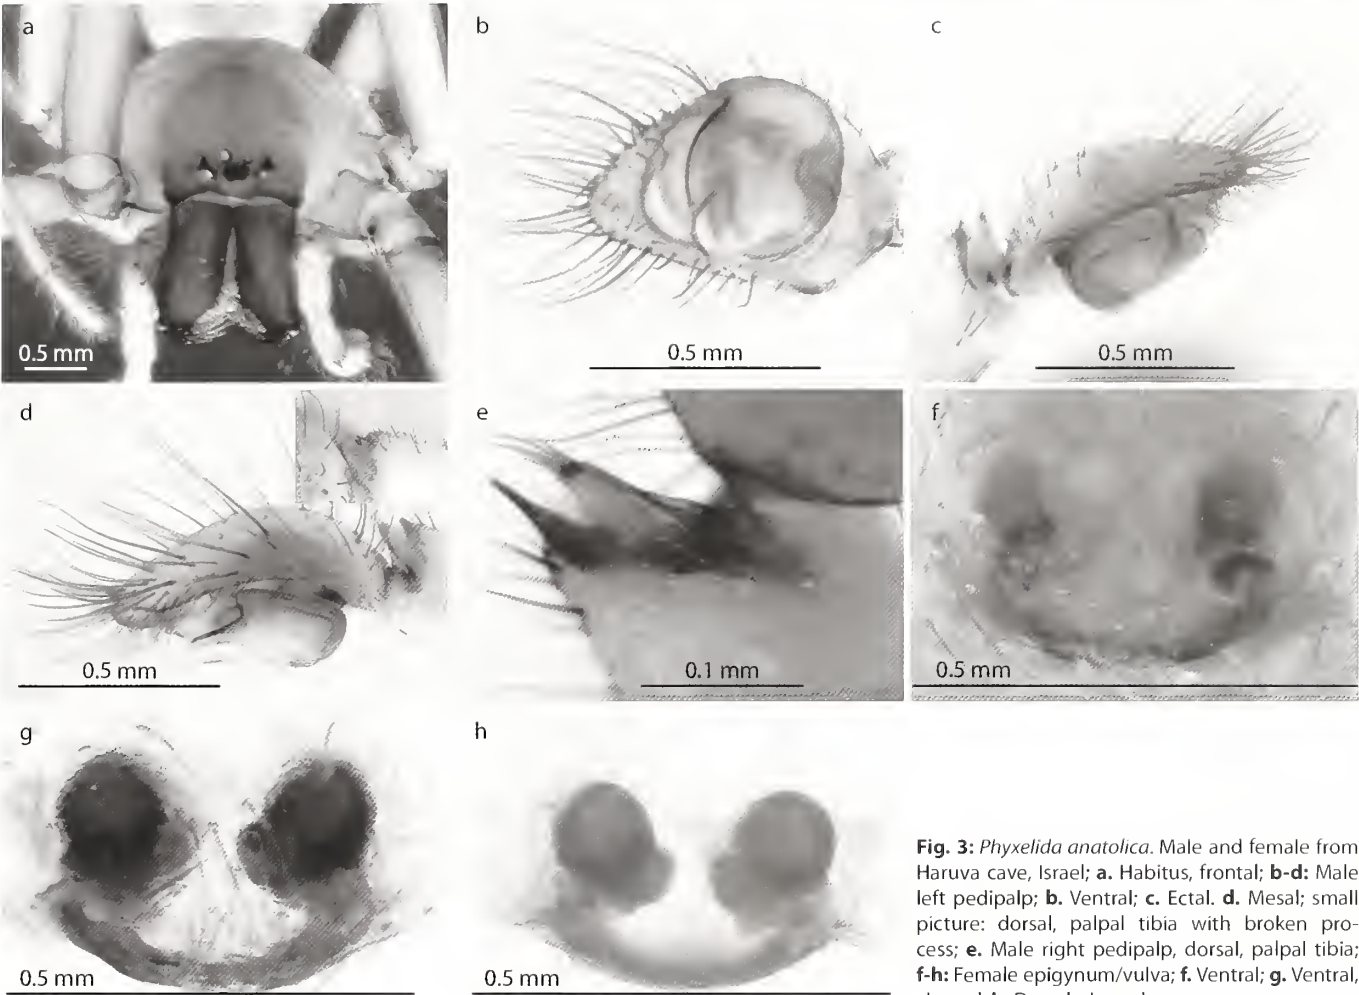 a
b
c
0.5 mm
0.5 mm
0.5 mm
d
e
f
0.5 mm
0.1 mm
0.5 mm
g
h
0.5 mm
0.5 mm
Fig. 3: Phyxelida anatolica. Male and female from
Haruva cave, Israel; a. Habitus, frontal; b-d: Male
left pedipalp; b. Ventral; c. Ectal. d. Mesal; small
picture: dorsal, palpal tibia with broken pro-
cess; e. Male right pedipalp, dorsal, palpal tibia;
f-h: Female epigynum/vulva; f. Ventral; g. Ventral,